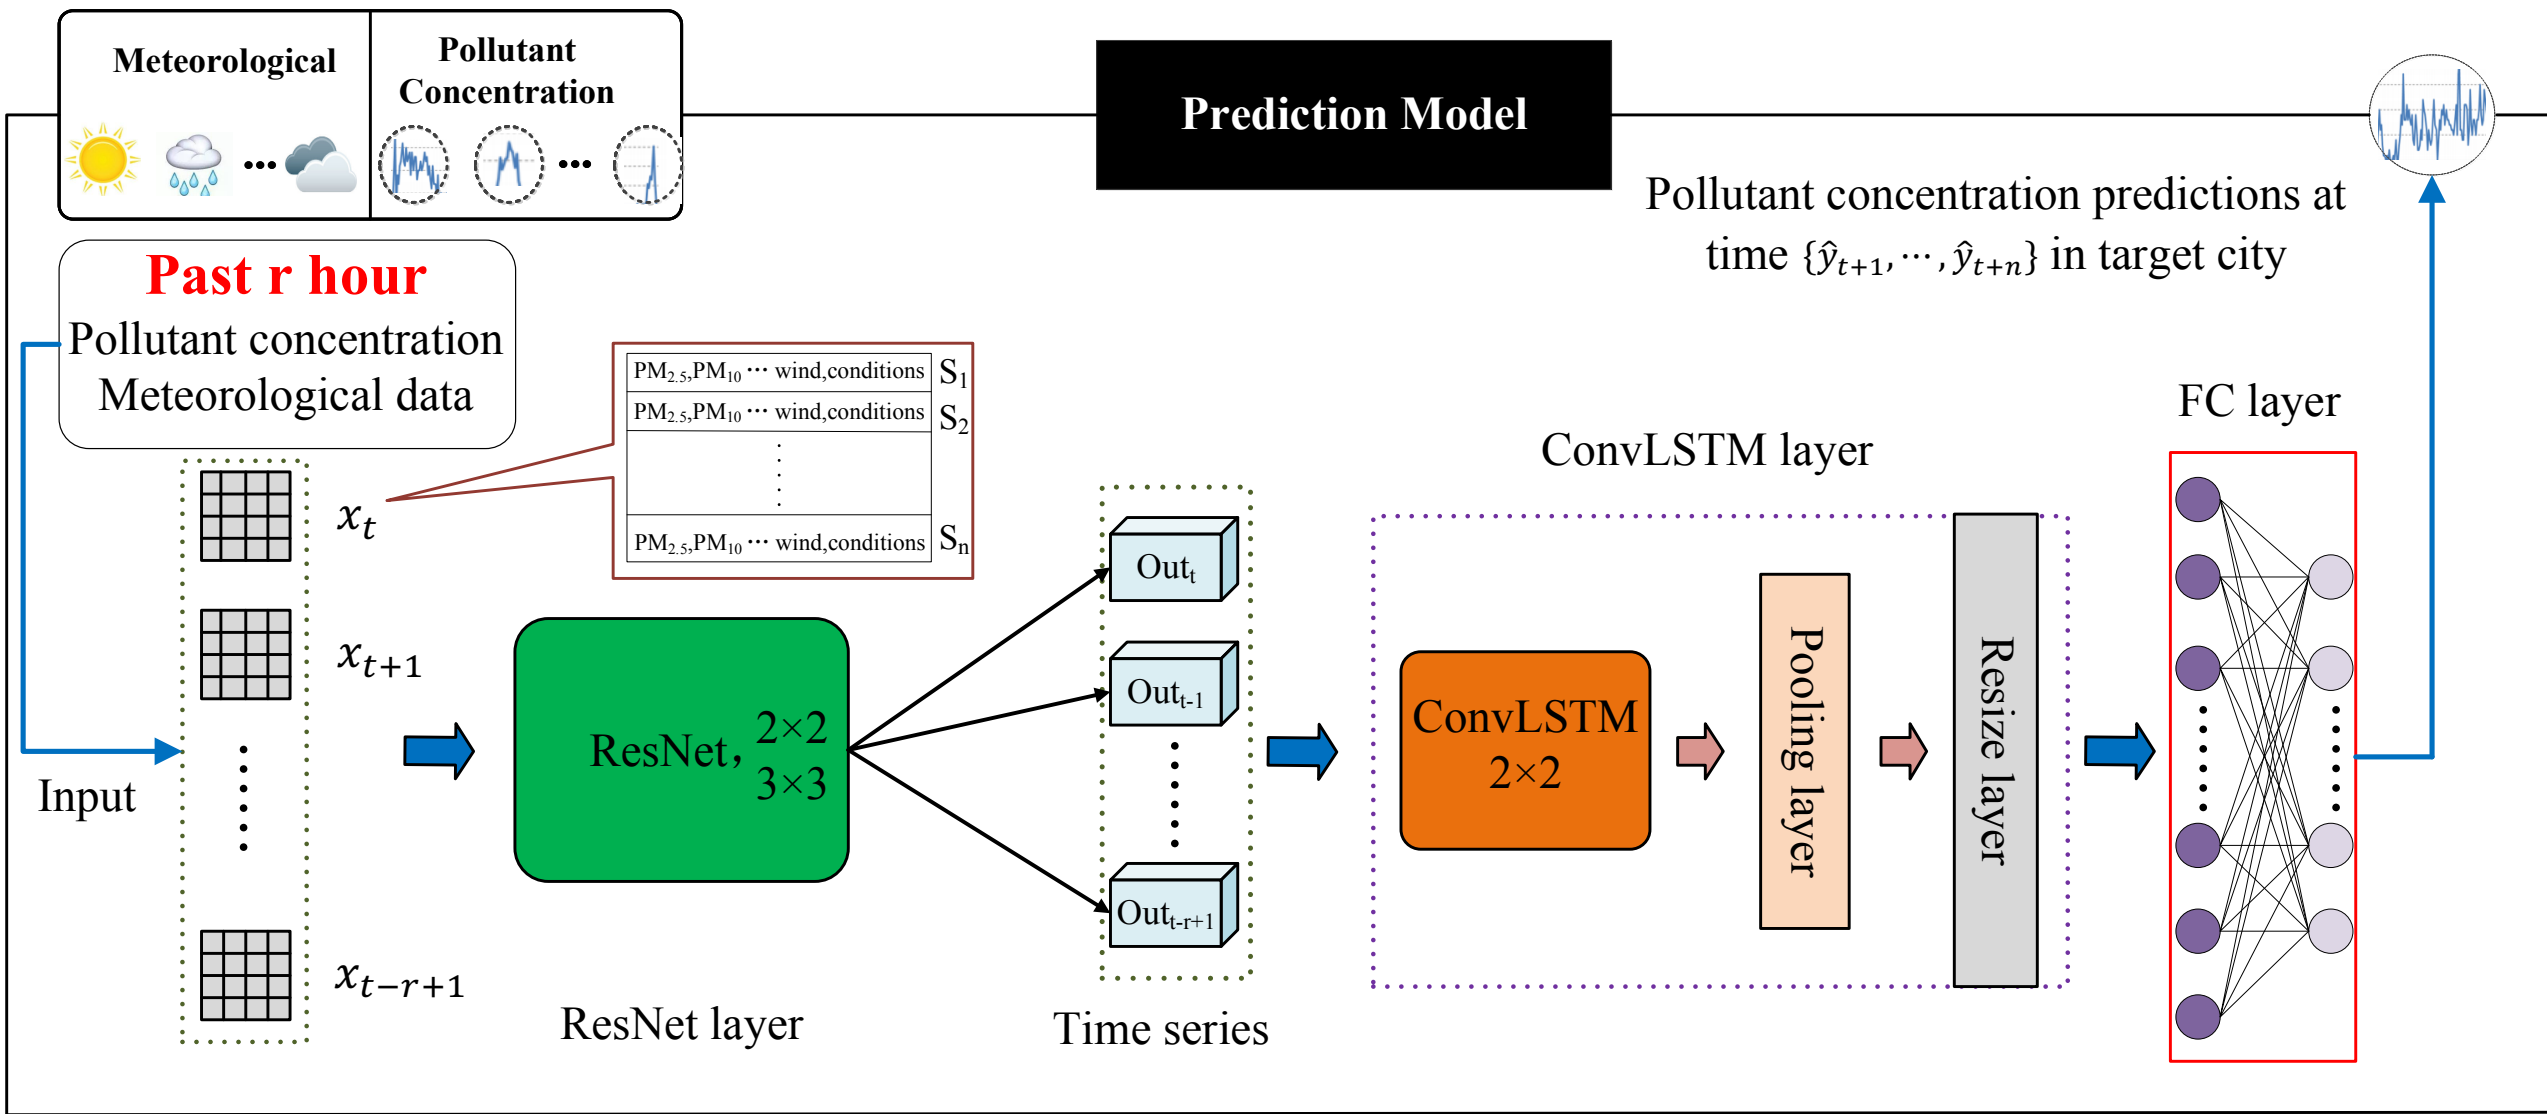 Meteorological
Pollutant
Concentration
Prediction Model
Pollutant concentration predictions at
time {ŷₜ₊₁,⋯,ŷₜ₊ₙ} in target city
Past r hour
Pollutant concentration
Meteorological data
PM₂.₅,PM₁₀ ··· wind,conditions S₁
PM₂.₅,PM₁₀ ··· wind,conditions S₂
PM₂.₅,PM₁₀ ··· wind,conditions Sₙ
xₜ
xₜ₊₁
xₜ₋ᵣ₊₁
Input
ResNet, 2×2
3×3
ResNet layer
Outₜ
Outₜ₋₁
Outₜ₋ᵣ₊₁
Time series
ConvLSTM layer
ConvLSTM
2×2
Pooling layer
Resize layer
FC layer